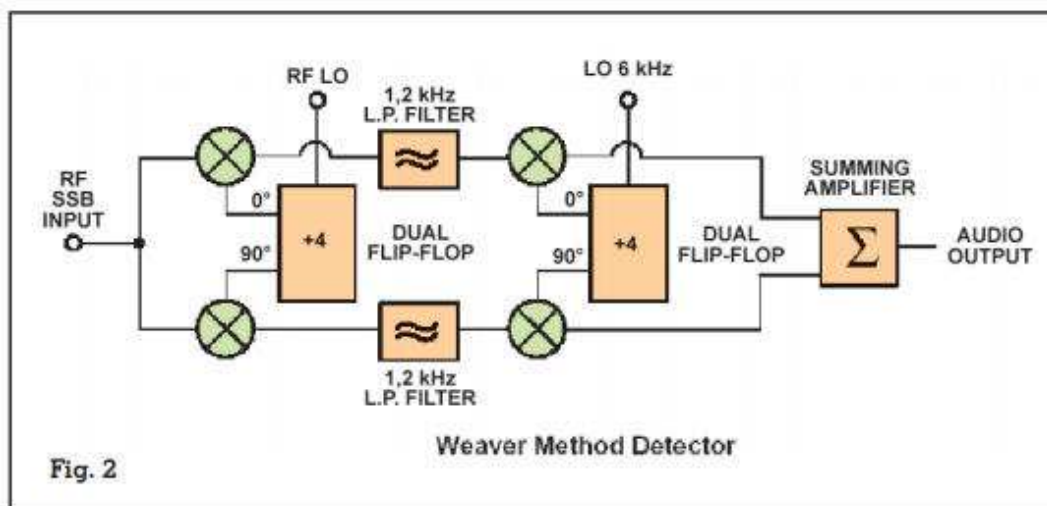 RF LO
LO 6 kHz
1,2 kHz
L.P. FILTER
SUMMING
AMPLIFIER
RF
SSB
INPUT
0°
+4
90°
DUAL
FLIP-FLOP
0°
+4
90°
DUAL
FLIP-FLOP
Σ
AUDIO
OUTPUT
1,2 kHz
L.P. FILTER
Weaver Method Detector
Fig. 2